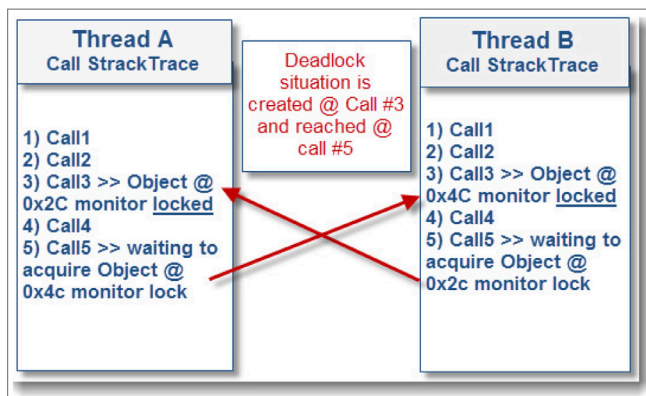 Thread A
Call StrackTrace
1) Call1
2) Call2
3) Call3 >> Object @
0x2C monitor locked
4) Call4
5) Call5 >> waiting to
acquire Object @
0x4c monitor lock
Deadlock
situation is
created @ Call #3
and reached @
call #5
Thread B
Call StrackTrace
1) Call1
2) Call2
3) Call3 >> Object @
0x4C monitor locked
4) Call4
5) Call5 >> waiting to
acquire Object @
0x2c monitor lock